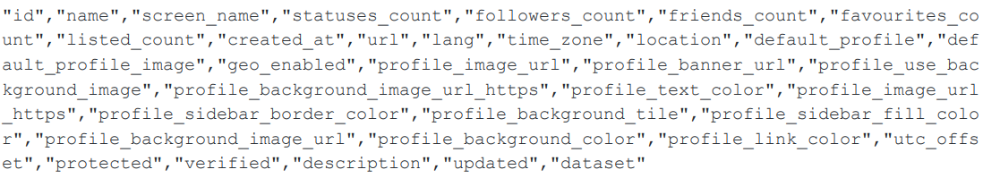 "id","name","screen_name","statuses_count","followers_count","friends_count","favourites_co
unt","listed_count","created_at","url","lang","time_zone","location","default_profile","def
ault_profile_image","geo_enabled","profile_image_url","profile_banner_url","profile_use_bac
kground_image","profile_background_image_url_https","profile_text_color","profile_image_url
_https","profile_sidebar_border_color","profile_background_tile","profile_sidebar_fill_colo
r","profile_background_image_url","profile_background_color","profile_link_color","utc_offs
et","protected","verified","description","updated","dataset"